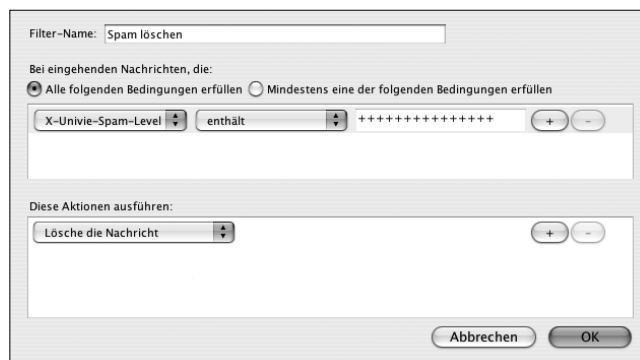 Filter-Name: Spam löschen
Bei eingehenden Nachrichten, die:
Alle folgenden Bedingungen erfüllen Mindestens eine der folgenden Bedingungen erfüllen
X-Univie-Spam-Level enthält +++++++++++++++ + -
Diese Aktionen ausführen:
Lösche die Nachricht + -
Abbrechen OK